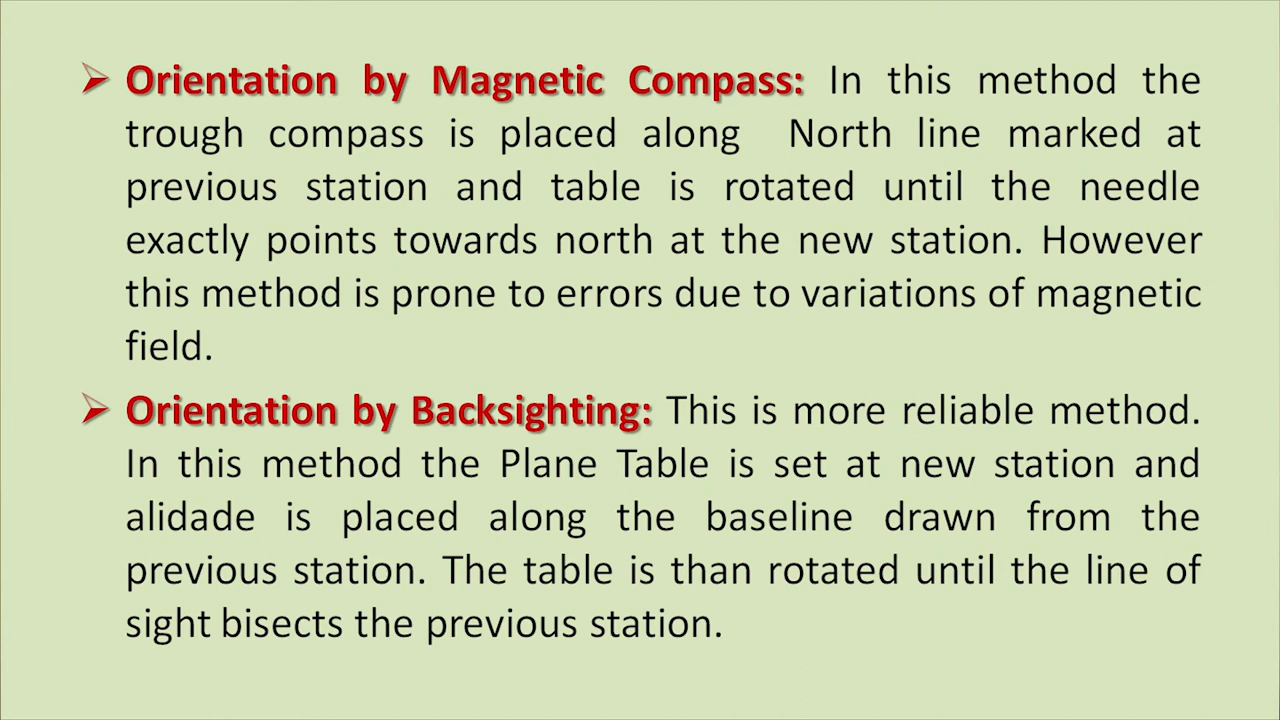 Orientation by Magnetic Compass: In this method the
trough compass is placed along North line marked at
previous station and table is rotated until the needle
exactly points towards north at the new station. However
this method is prone to errors due to variations of magnetic
field.
Orientation by Backsighting: This is more reliable method.
In this method the Plane Table is set at new station and
alidade is placed along the baseline drawn from the
previous station. The table is than rotated until the line of
sight bisects the previous station.